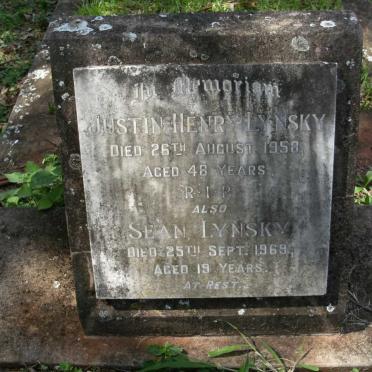 In Memoriam
JUSTIN HENRY LYNSKY
DIED 26TH AUGUST 1958
AGED 48 YEARS
R.I.P.
ALSO
SEAN LYNSKY
DIED 25TH SEPT. 1969.
AGED 19 YEARS.
AT REST.